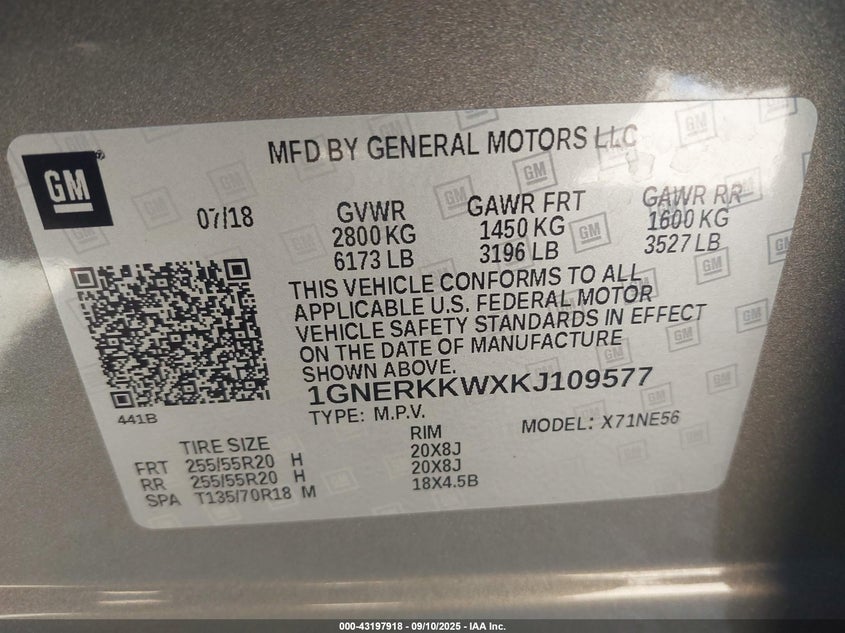 GM
MFD BY GENERAL MOTORS LLC
07/18
GVWR
2800 KG
6173 LB
GAWR FRT
1450 KG
3196 LB
GAWR RR
1600 KG
3527 LB
THIS VEHICLE CONFORMS TO ALL
APPLICABLE U.S. FEDERAL MOTOR
VEHICLE SAFETY STANDARDS IN EFFECT
ON THE DATE OF MANUFACTURE
SHOWN ABOVE.
1GNERKKWXKJ109577
TYPE: M.P.V.
MODEL: X71NE56
441B
TIRE SIZE RIM
FRT 255/55R20 H 20X8J
RR 255/55R20 H 20X8J
SPA T135/70R18 M 18X4.5B
000-43197918 - 09/10/2025 - IAA Inc.